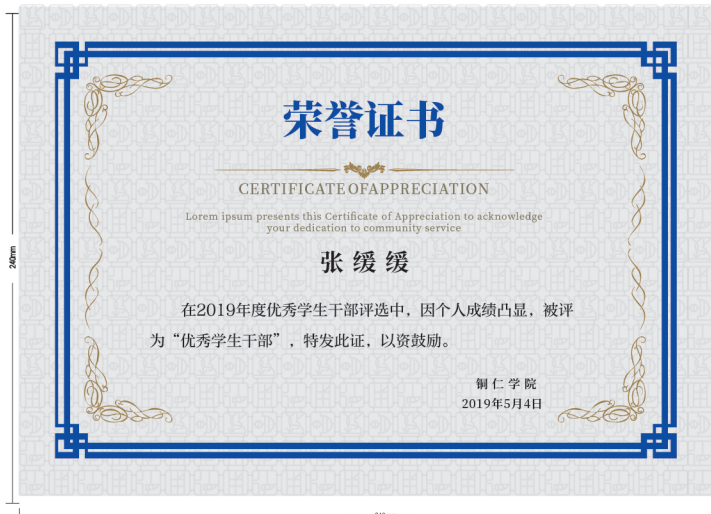 荣誉证书
CERTIFICATE OF APPRECIATION
Lorem ipsum presents this Certificate of Appreciation to acknowledge
your dedication to community service
张缓缓
在2019年度优秀学生干部评选中，因个人成绩凸显，被评
为“优秀学生干部”，特发此证，以资鼓励。
铜仁学院
2019年5月4日
240mm